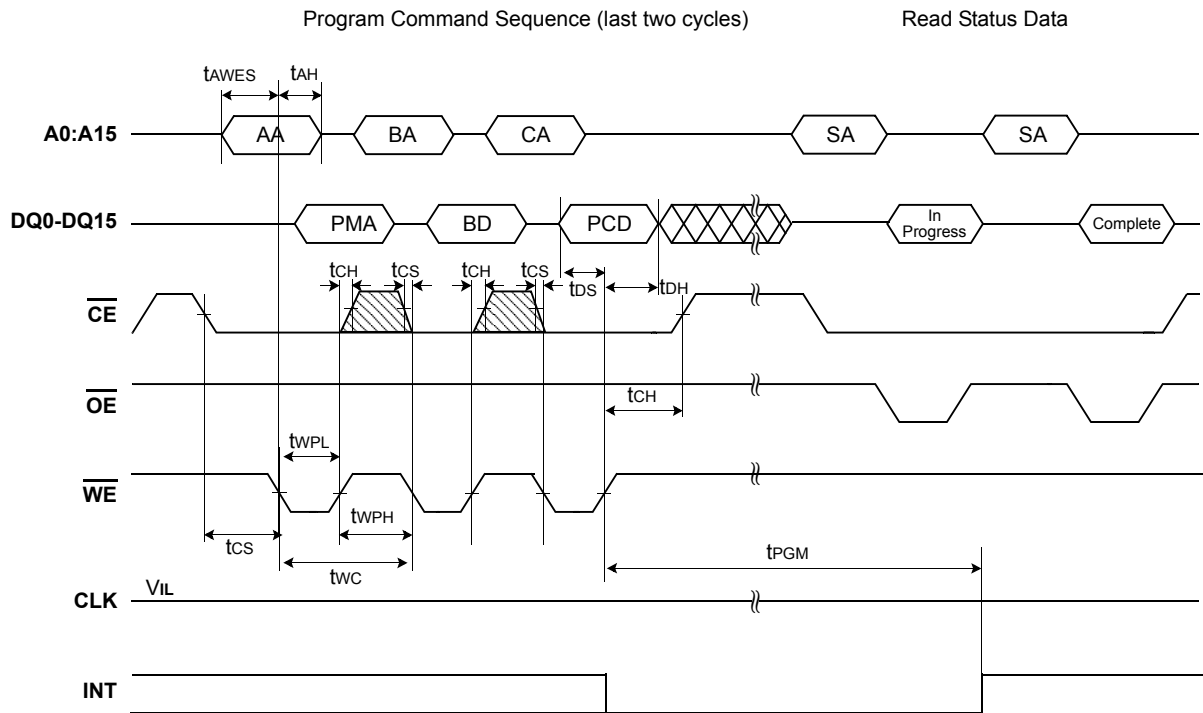 Program Command Sequence (last two cycles) Read Status Data
tAWES tAH
A0:A15 AA BA CA SA SA
DQ0-DQ15 PMA BD PCD In Progress Complete
tCH tCS tCH tCS tDS tDH
CE
OE tCH
tWPL
WE
tWPH
tCS tWC tPGM
CLK VIL
INT